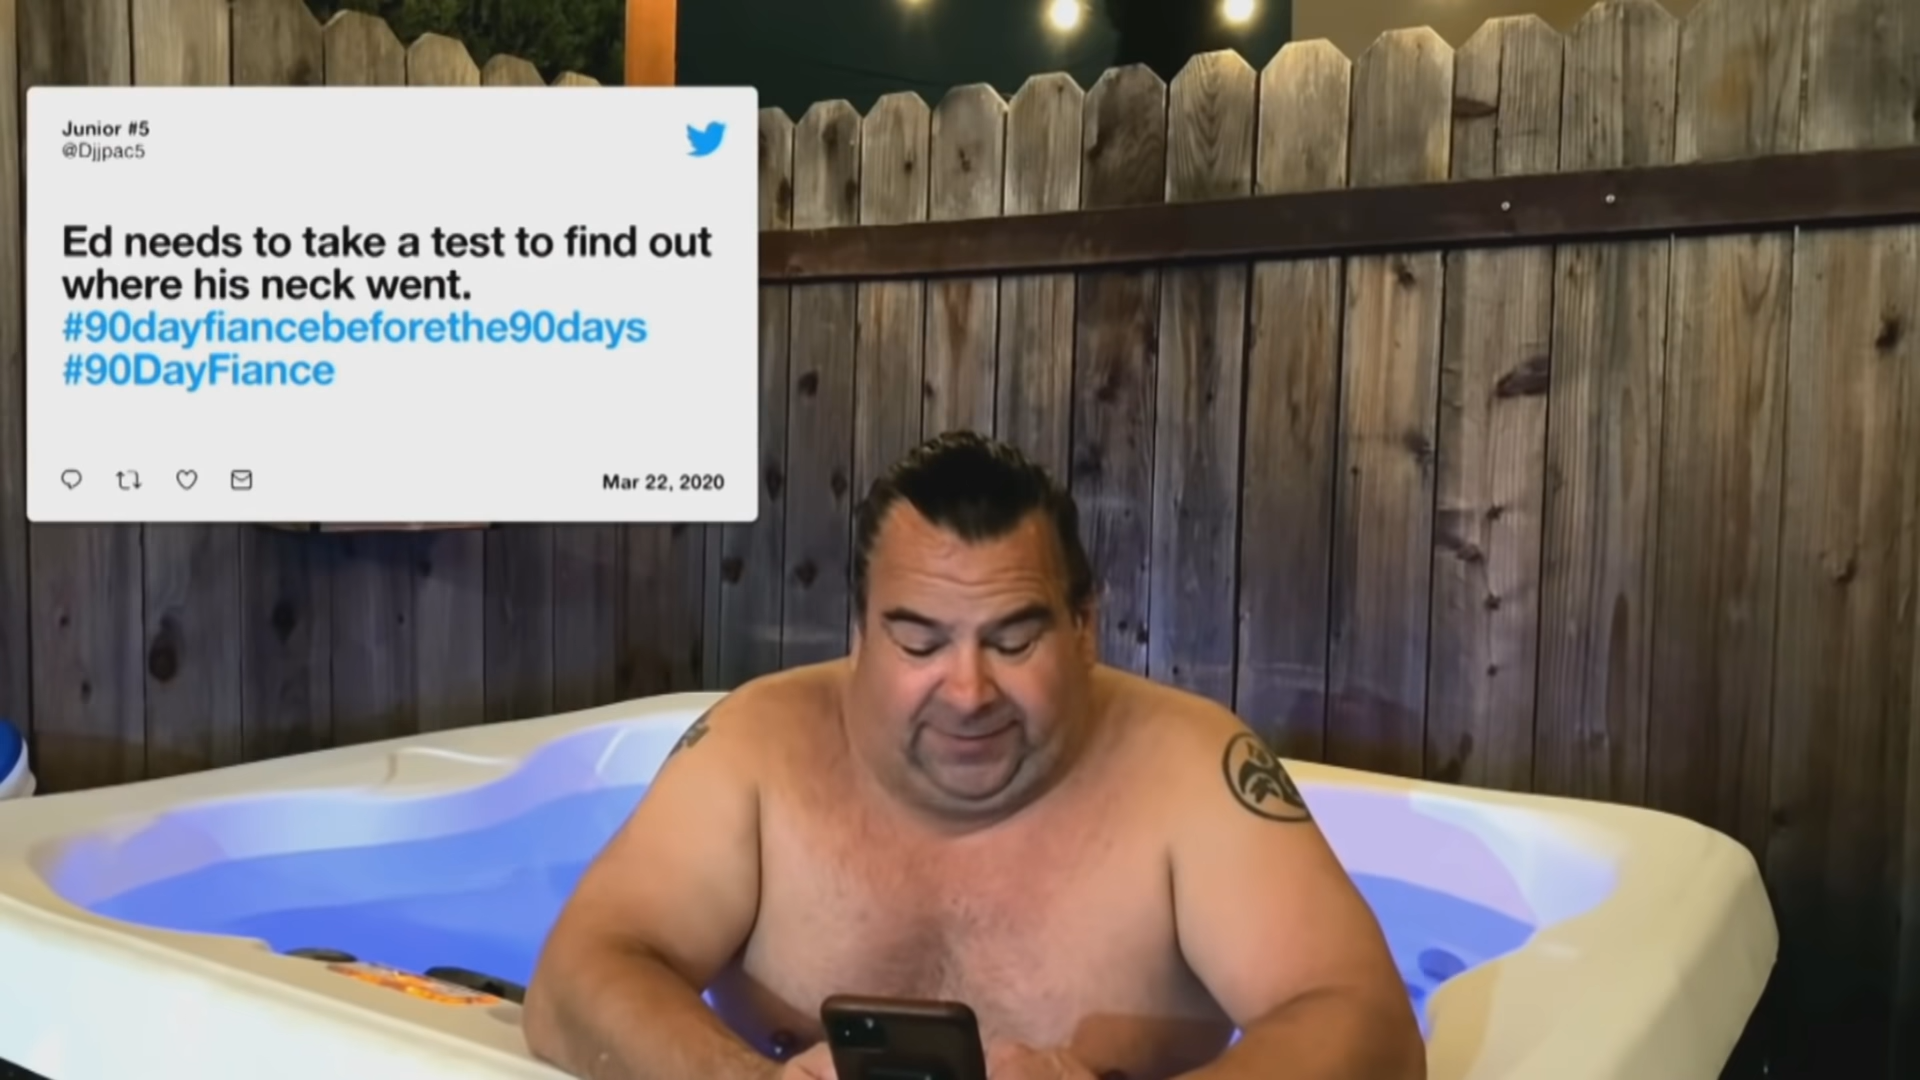 Junior #5
@Djjpac5
Ed needs to take a test to find out
where his neck went.
#90dayfiancebeforethe90days
#90DayFiance
Mar 22, 2020